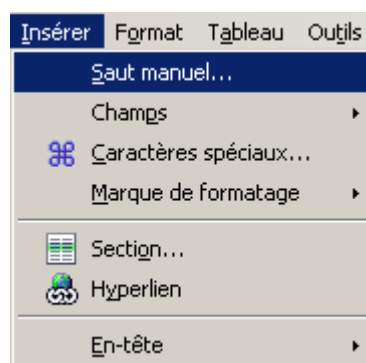 Insérer Format Tableau Outils
Saut manuel...
Champs
Caractères spéciaux...
Marque de formatage
Section...
Hyperlien
En-tête